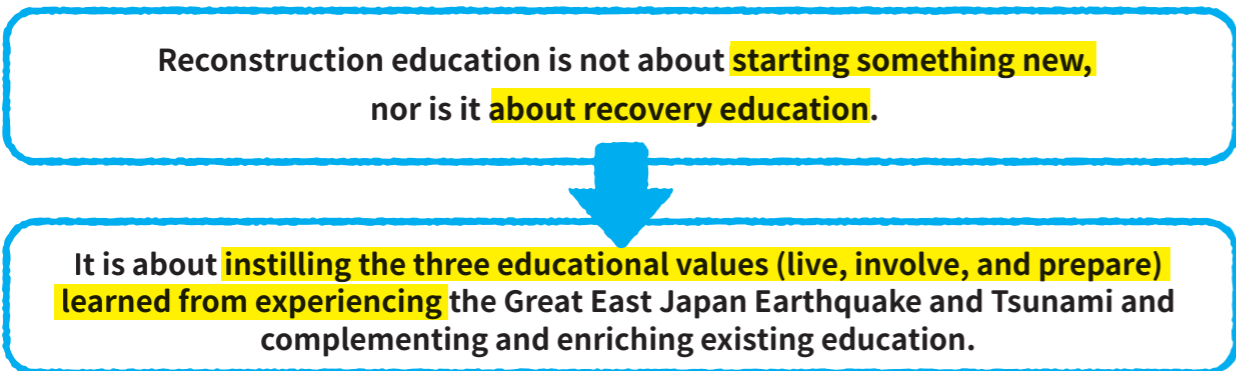 Reconstruction education is not about starting something new,
nor is it about recovery education.
It is about instilling the three educational values (live, involve, and prepare)
learned from experiencing the Great East Japan Earthquake and Tsunami and
complementing and enriching existing education.